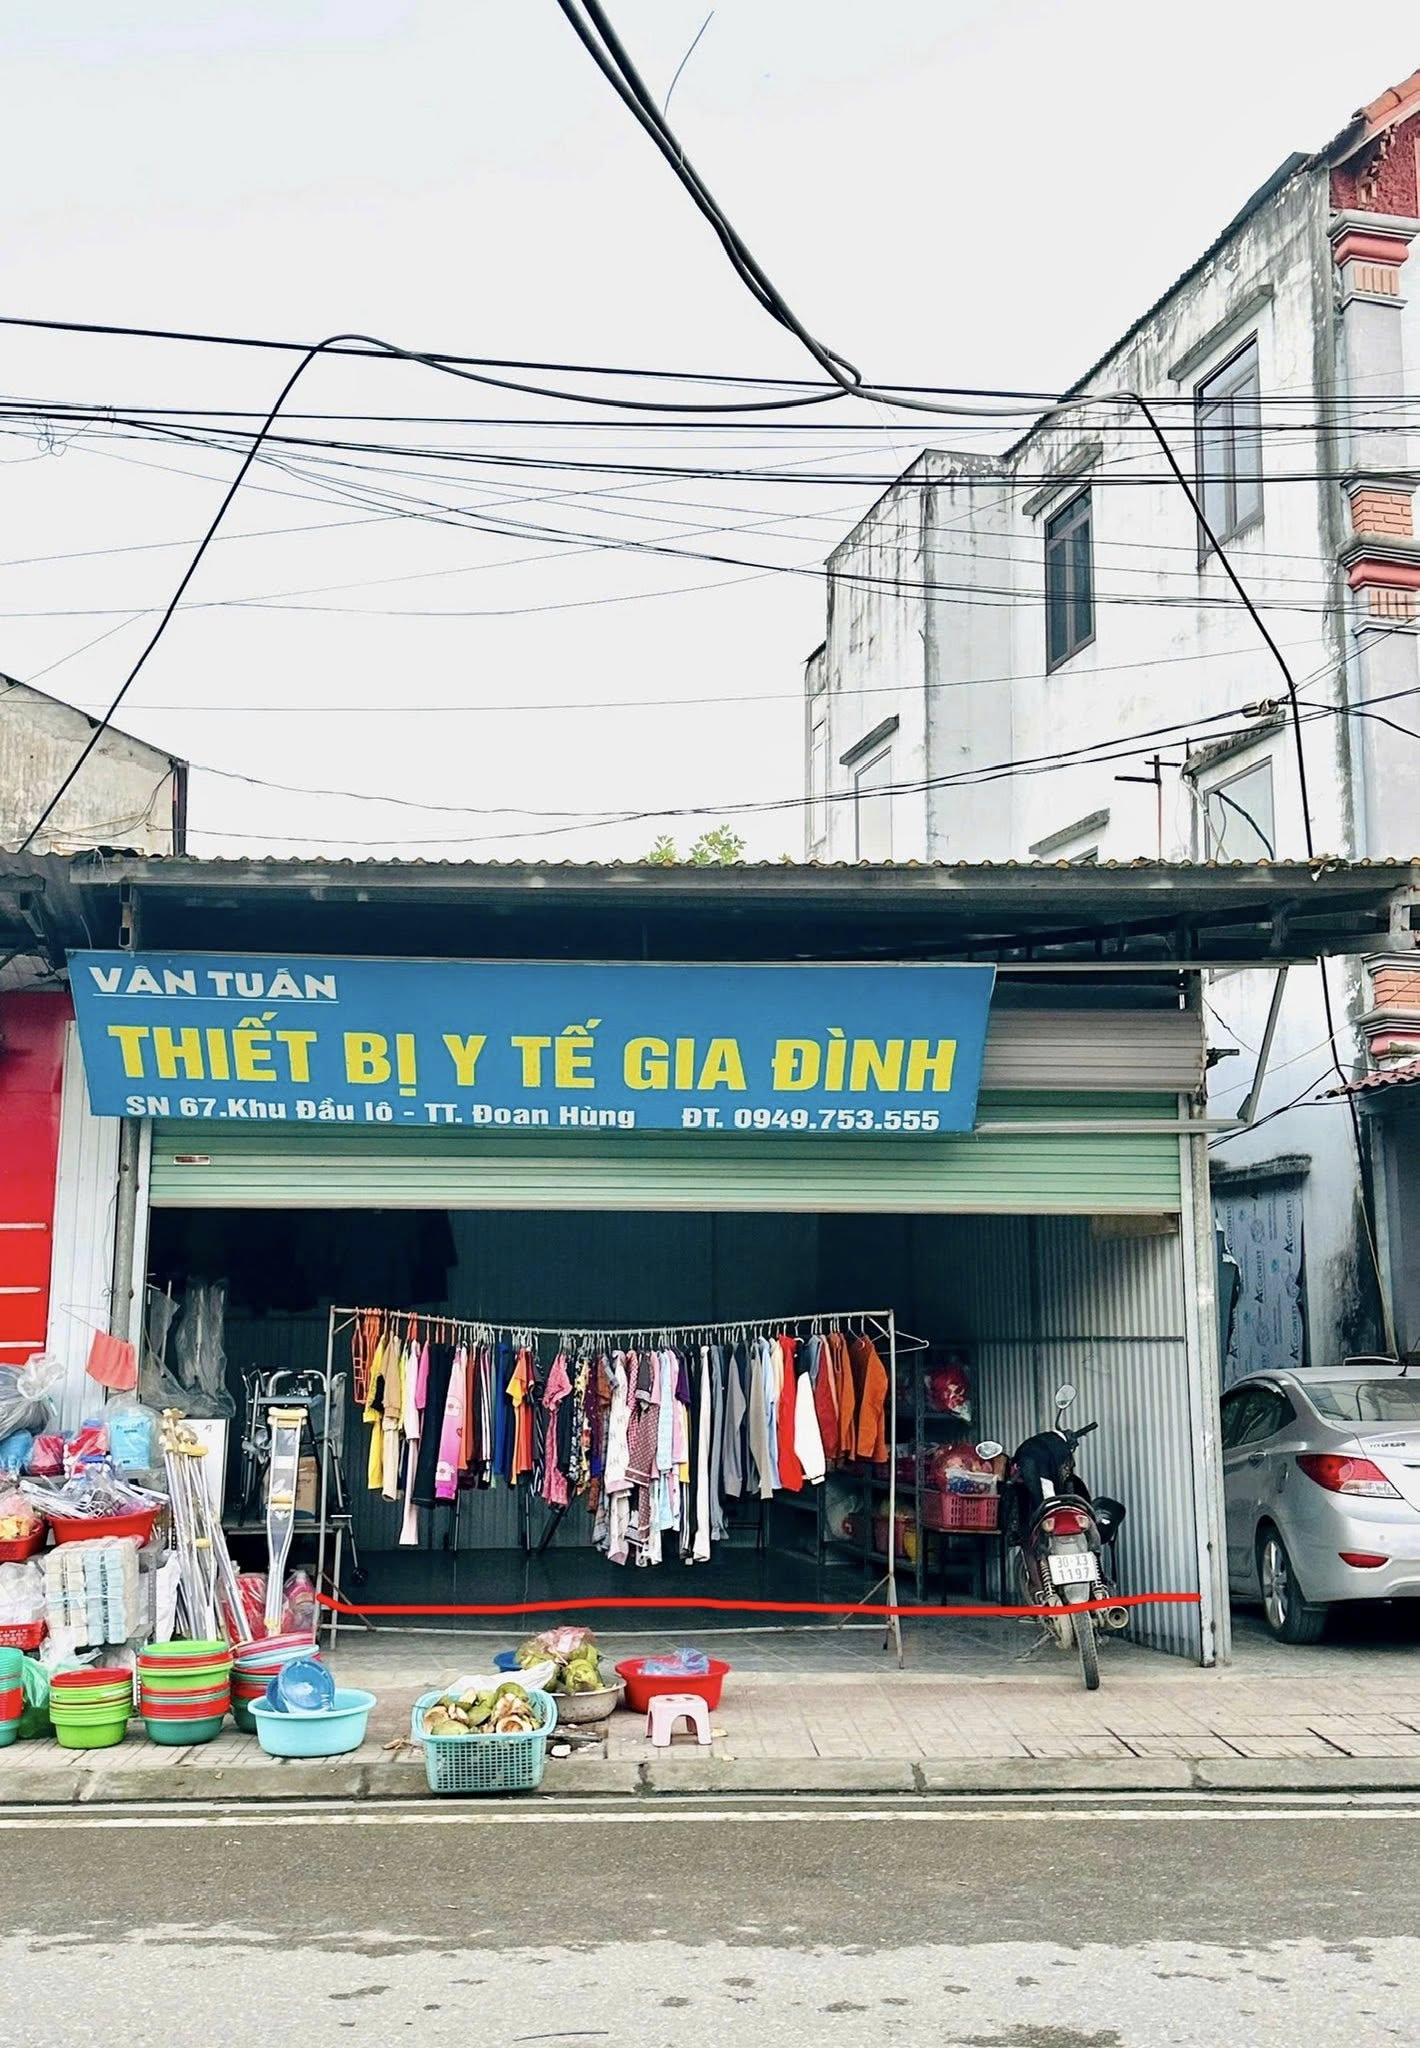 VÂN TUẤN
THIẾT BỊ Y TẾ GIA ĐÌNH
SN 67.Khu Đầu lô - TT. Đoan Hùng ĐT. 0949.753.555
30-X3
1197